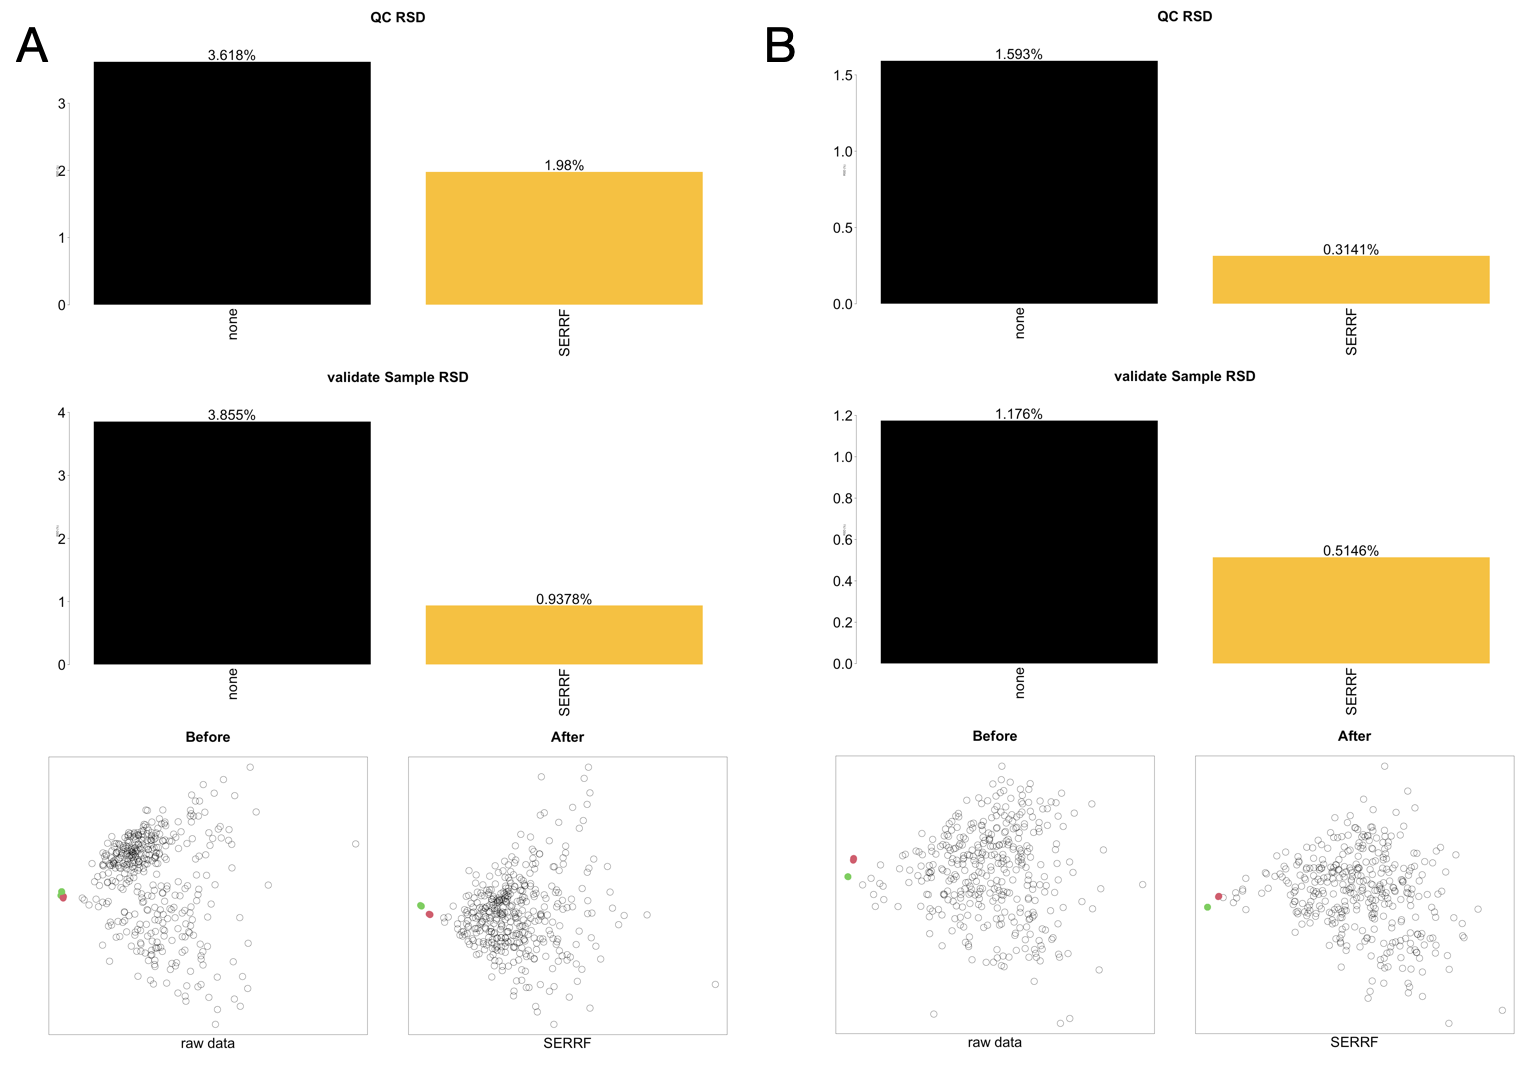 A
QC RSD
3.618%
3
2
1
0
1.98%
none
SERRF
validate Sample RSD
3.855%
4
3
2
1
0
0.9378%
none
SERRF
Before
After
raw data
SERRF
B
QC RSD
1.593%
1.5
1.0
0.5
0.0
0.3141%
none
SERRF
validate Sample RSD
1.176%
1.2
1.0
0.8
0.6
0.4
0.2
0.0
0.5146%
none
SERRF
Before
After
raw data
SERRF